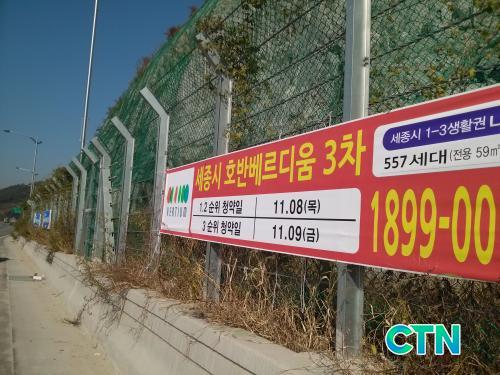 세종시 호반베르디움 3차
VERTIUM
1.2 순위 청약일 11.08(목)
3 순위 청약일 11.09(금)
세종시 1-3생활권 L
557세대 (전용 59㎡
1899-00
CTN